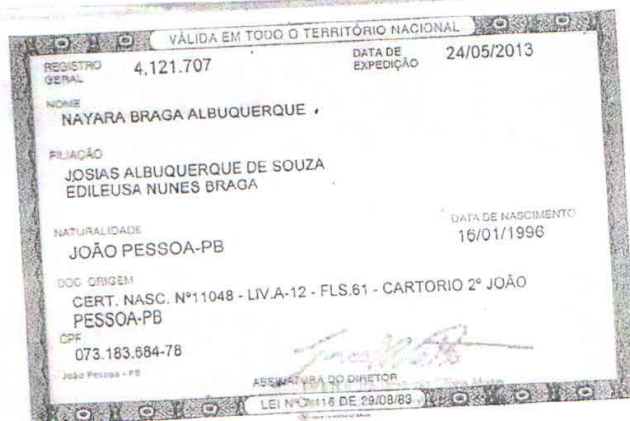 VÁLIDA EM TODO O TERRITÓRIO NACIONAL
REGISTRO GERAL 4.121.707 DATA DE EXPEDIÇÃO 24/05/2013
NOME
NAYARA BRAGA ALBUQUERQUE
FILIAÇÃO
JOSIAS ALBUQUERQUE DE SOUZA
EDILEUSA NUNES BRAGA
NATURALIDADE DATA DE NASCIMENTO
JOÃO PESSOA-PB 16/01/1996
DOC ORIGEM
CERT. NASC. Nº11048 - LIV.A-12 - FLS.61 - CARTORIO 2º JOÃO
PESSOA-PB
CPF
073.183.684-78
João Pessoa - PB
ASSINATURA DO DIRETOR
LEI Nº 7.116 DE 29/08/83